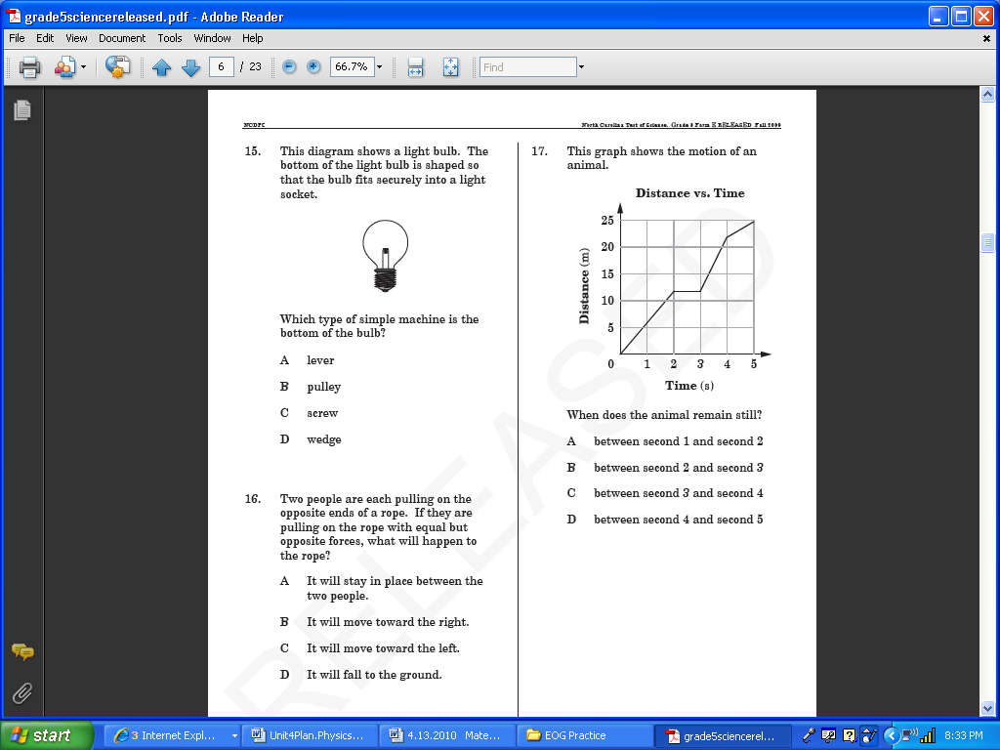 grade5sciencereleased.pdf - Adobe Reader
File Edit View Document Tools Window Help
6 / 23 66.7% Find
NCDPC North Carolina Test of Science. Grade 5 Form E RELEASED Fall 2009
15. This diagram shows a light bulb. The
bottom of the light bulb is shaped so
that the bulb fits securely into a light
socket.
Which type of simple machine is the
bottom of the bulb?
A lever
B pulley
C screw
D wedge
16. Two people are each pulling on the
opposite ends of a rope. If they are
pulling on the rope with equal but
opposite forces, what will happen to
the rope?
A It will stay in place between the
two people.
B It will move toward the right.
C It will move toward the left.
D It will fall to the ground.
17. This graph shows the motion of an
animal.
Distance vs. Time
25
20
15
10
5
0 1 2 3 4 5
Distance (m)
Time (s)
When does the animal remain still?
A between second 1 and second 2
B between second 2 and second 3
C between second 3 and second 4
D between second 4 and second 5
RELEASED
start 3 Internet Expl... Unit4Plan.Physics... 4.13.2010 Mate... EOG Practice grade5sciencerel... 8:33 PM